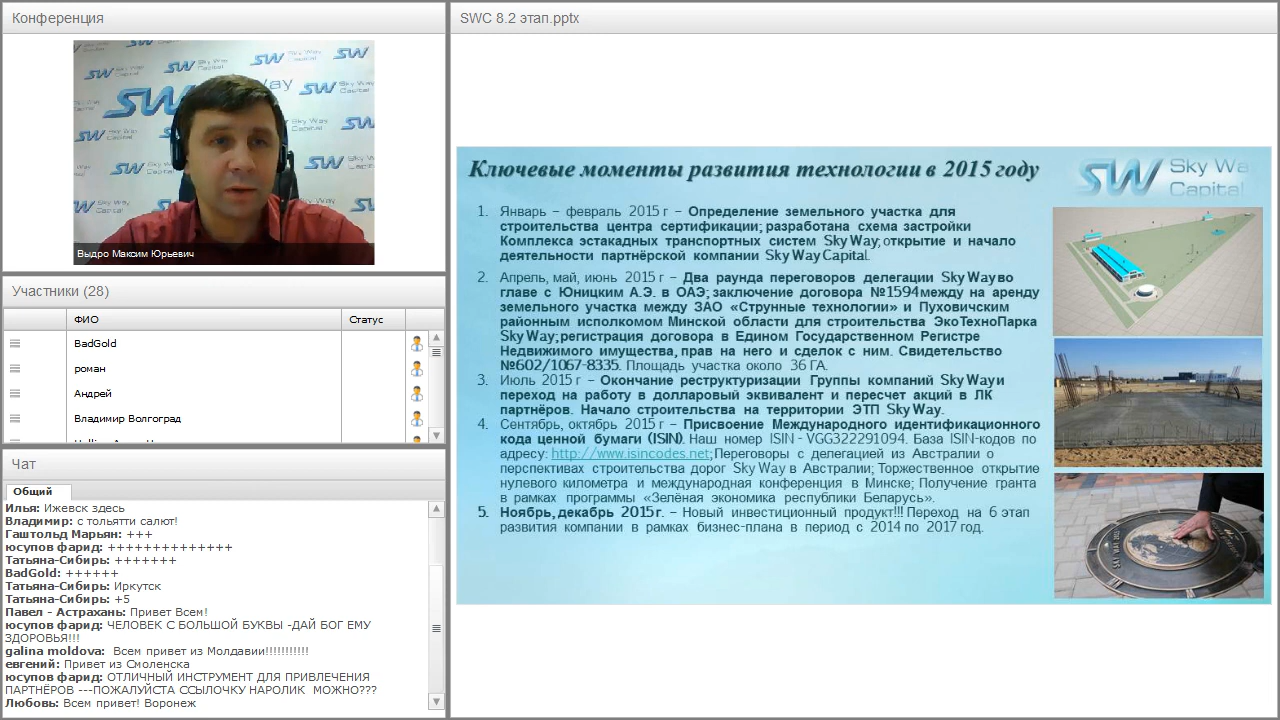 Конференция
SW Sky Way Capital
Выдро Максим Юрьевич
Участники (28)
ФИО
Статус
BadGold
роман
Андрей
Владимир Волгоград
Чат
Общий
Илья: Ижевск здесь
Владимир: с тольятти салют!
Гаштольд Марьян: +++
юсупов фарид: ++++++++++++++
Татьяна-Сибирь: +++++++
BadGold: ++++++
Татьяна-Сибирь: Иркутск
Татьяна-Сибирь: +5
Павел - Астрахань: Привет Всем!
юсупов фарид: ЧЕЛОВЕК С БОЛЬШОЙ БУКВЫ -ДАЙ БОГ ЕМУ
ЗДОРОВЬЯ!!!
galina moldova: Всем привет из Молдавии!!!!!!!!!!!
евгений: Привет из Смоленска
юсупов фарид: ОТЛИЧНЫЙ ИНСТРУМЕНТ ДЛЯ ПРИВЛЕЧЕНИЯ
ПАРТНЁРОВ ---ПОЖАЛУЙСТА ССЫЛОЧКУ НАРОЛИК МОЖНО???
Любовь: Всем привет! Воронеж
SWC 8.2 этап.pptx
Ключевые моменты развития технологии в 2015 году
SW Sky Wa
Capital
1. Январь – февраль 2015 г – Определение земельного участка для
строительства центра сертификации; разработана схема застройки
Комплекса эстакадных транспортных систем Sky Way; открытие и начало
деятельности партнёрской компании Sky Way Capital.
2. Апрель, май, июнь 2015 г – Два раунда переговоров делегации Sky Way во
главе с Юницким А.Э. в ОАЭ; заключение договора №1594 между на аренду
земельного участка между ЗАО «Струнные технологии» и Пуховичским
районным исполкомом Минской области для строительства ЭкоТехноПарка
Sky Way; регистрация договора в Едином Государственном Регистре
Недвижимого имущества, прав на него и сделок с ним. Свидетельство
№602/1067-8335. Площадь участка около 36 ГА.
3. Июль 2015 г – Окончание реструктуризации Группы компаний Sky Way и
переход на работу в долларовый эквивалент и пересчет акций в ЛК
партнёров. Начало строительства на территории ЭТП Sky Way.
4. Сентябрь, октябрь 2015 г – Присвоение Международного идентификационного
кода ценной бумаги (ISIN). Наш номер ISIN - VGG322291094. База ISIN-кодов по
адресу: http://www.isincodes.net; Переговоры с делегацией из Австралии о
перспективах строительства дорог Sky Way в Австралии; Торжественное открытие
нулевого километра и международная конференция в Минске; Получение гранта
в рамках программы «Зелёная экономика республики Беларусь».
5. Ноябрь, декабрь 2015 г. – Новый инвестиционный продукт!!! Переход на 6 этап
развития компании в рамках бизнес-плана в период с 2014 по 2017 год.